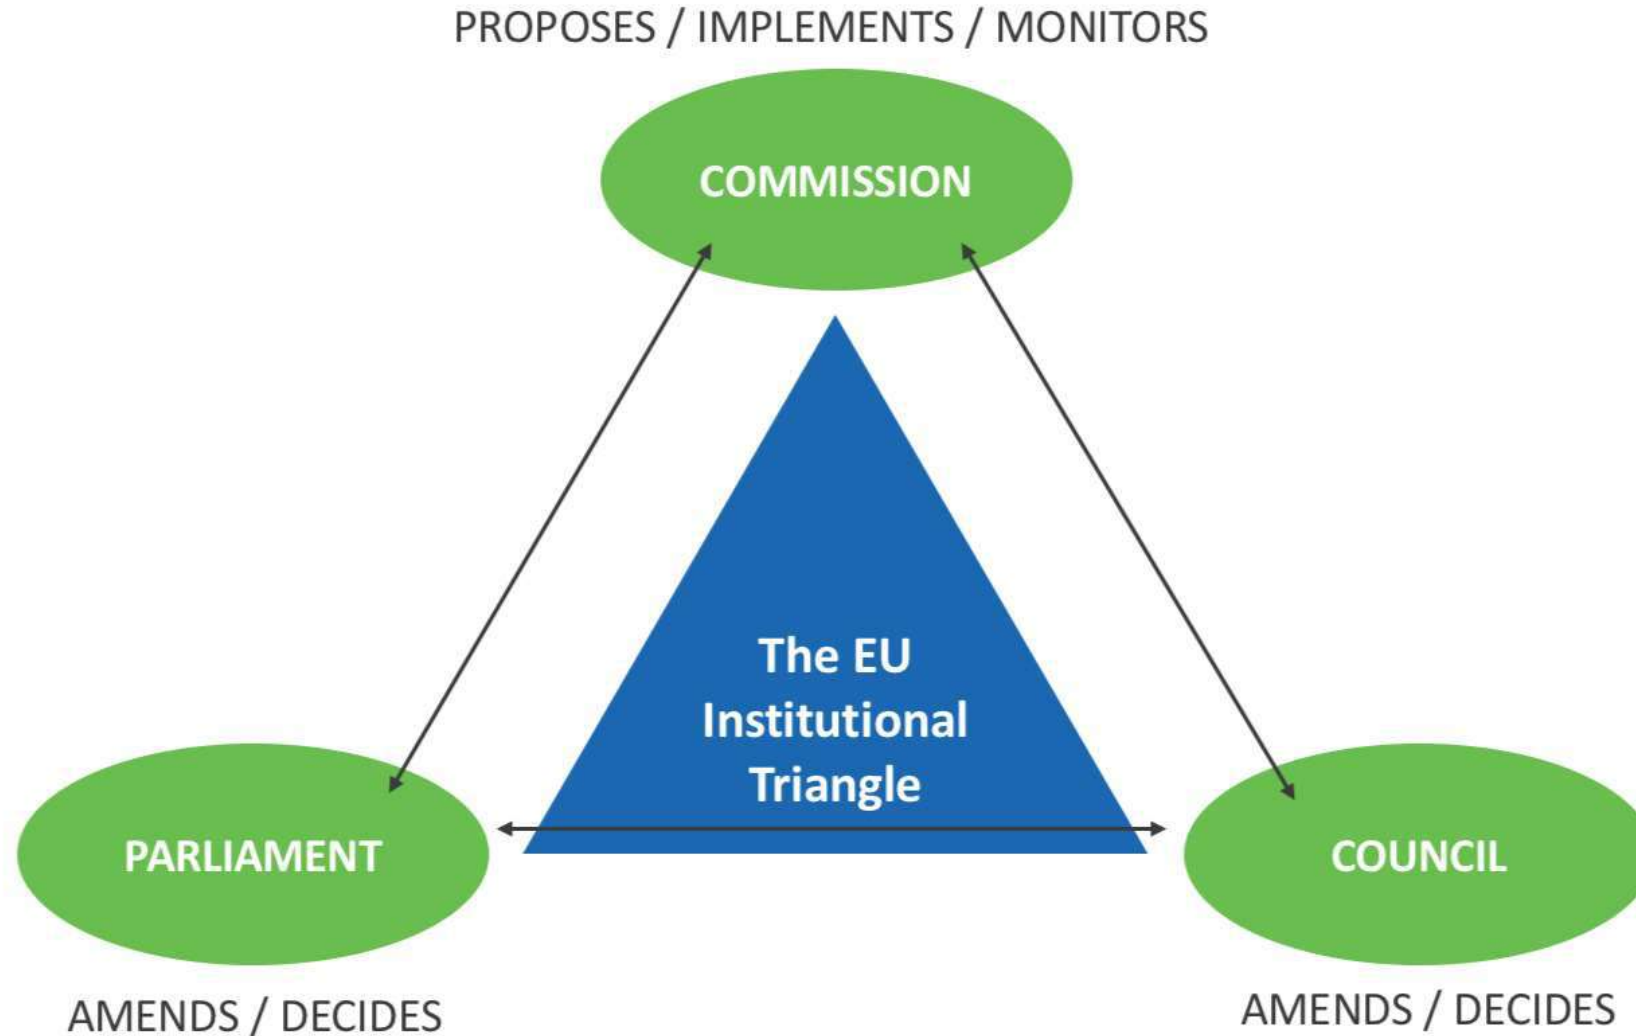 PROPOSES / IMPLEMENTS / MONITORS
COMMISSION
The EU
Institutional
Triangle
PARLIAMENT
COUNCIL
AMENDS / DECIDES
AMENDS / DECIDES